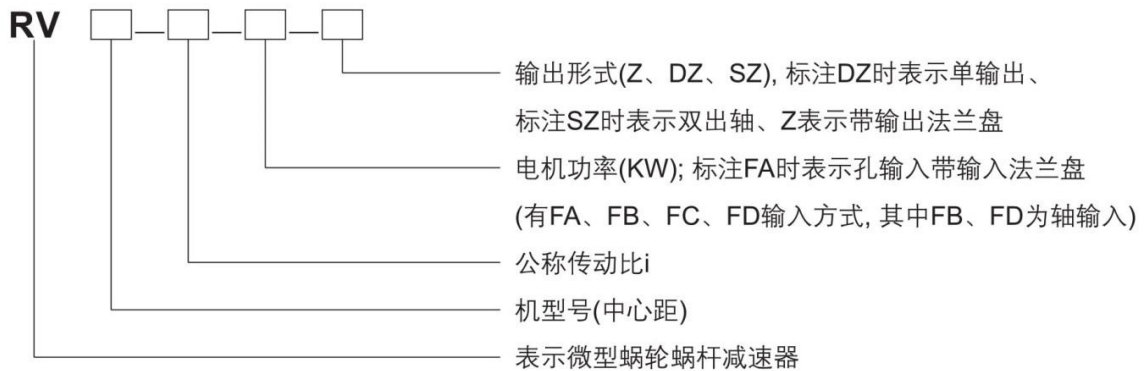 RV □–□–□–□
输出形式(Z、DZ、SZ), 标注DZ时表示单输出、
标注SZ时表示双出轴、Z表示带输出法兰盘
电机功率(KW); 标注FA时表示孔输入带输入法兰盘
(有FA、FB、FC、FD输入方式, 其中FB、FD为轴输入)
公称传动比i
机型号(中心距)
表示微型蜗轮蜗杆减速器